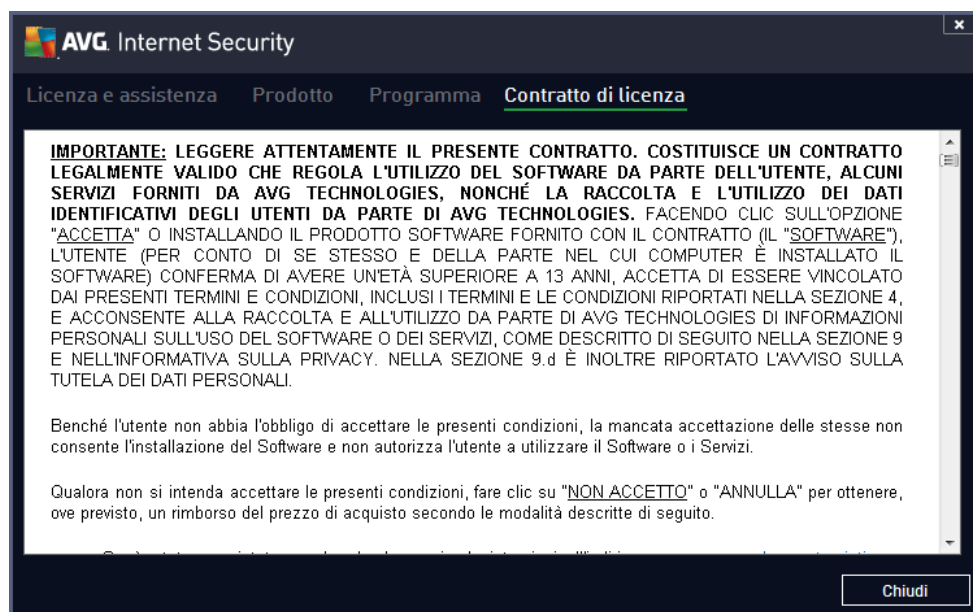 AVG. Internet Security
Licenza e assistenza Prodotto Programma Contratto di licenza
IMPORTANTE: LEGGERE ATTENTAMENTE IL PRESENTE CONTRATTO. COSTITUISCE UN CONTRATTO
LEGALMENTE VALIDO CHE REGOLA L'UTILIZZO DEL SOFTWARE DA PARTE DELL'UTENTE, ALCUNI
SERVIZI FORNITI DA AVG TECHNOLOGIES, NONCHÉ LA RACCOLTA E L'UTILIZZO DEI DATI
IDENTIFICATIVI DEGLI UTENTI DA PARTE DI AVG TECHNOLOGIES. FACENDO CLIC SULL'OPZIONE
"ACCETTA" O INSTALLANDO IL PRODOTTO SOFTWARE FORNITO CON IL CONTRATTO (IL "SOFTWARE"),
L'UTENTE (PER CONTO DI SE STESSO E DELLA PARTE NEL CUI COMPUTER È INSTALLATO IL
SOFTWARE) CONFERMA DI AVERE UN'ETÀ SUPERIORE A 13 ANNI, ACCETTA DI ESSERE VINCOLATO
DAI PRESENTI TERMINI E CONDIZIONI, INCLUSI I TERMINI E LE CONDIZIONI RIPORTATI NELLA SEZIONE 4,
E ACCONSENTE ALLA RACCOLTA E ALL'UTILIZZO DA PARTE DI AVG TECHNOLOGIES DI INFORMAZIONI
PERSONALI SULL'USO DEL SOFTWARE O DEI SERVIZI, COME DESCRITTO DI SEGUITO NELLA SEZIONE 9
E NELL'INFORMATIVA SULLA PRIVACY. NELLA SEZIONE 9.d È INOLTRE RIPORTATO L'AVVISO SULLA
TUTELA DEI DATI PERSONALI.
Benché l'utente non abbia l'obbligo di accettare le presenti condizioni, la mancata accettazione delle stesse non
consente l'installazione del Software e non autorizza l'utente a utilizzare il Software o i Servizi.
Qualora non si intenda accettare le presenti condizioni, fare clic su "NON ACCETTO" o "ANNULLA" per ottenere,
ove previsto, un rimborso del prezzo di acquisto secondo le modalità descritte di seguito.
Chiudi